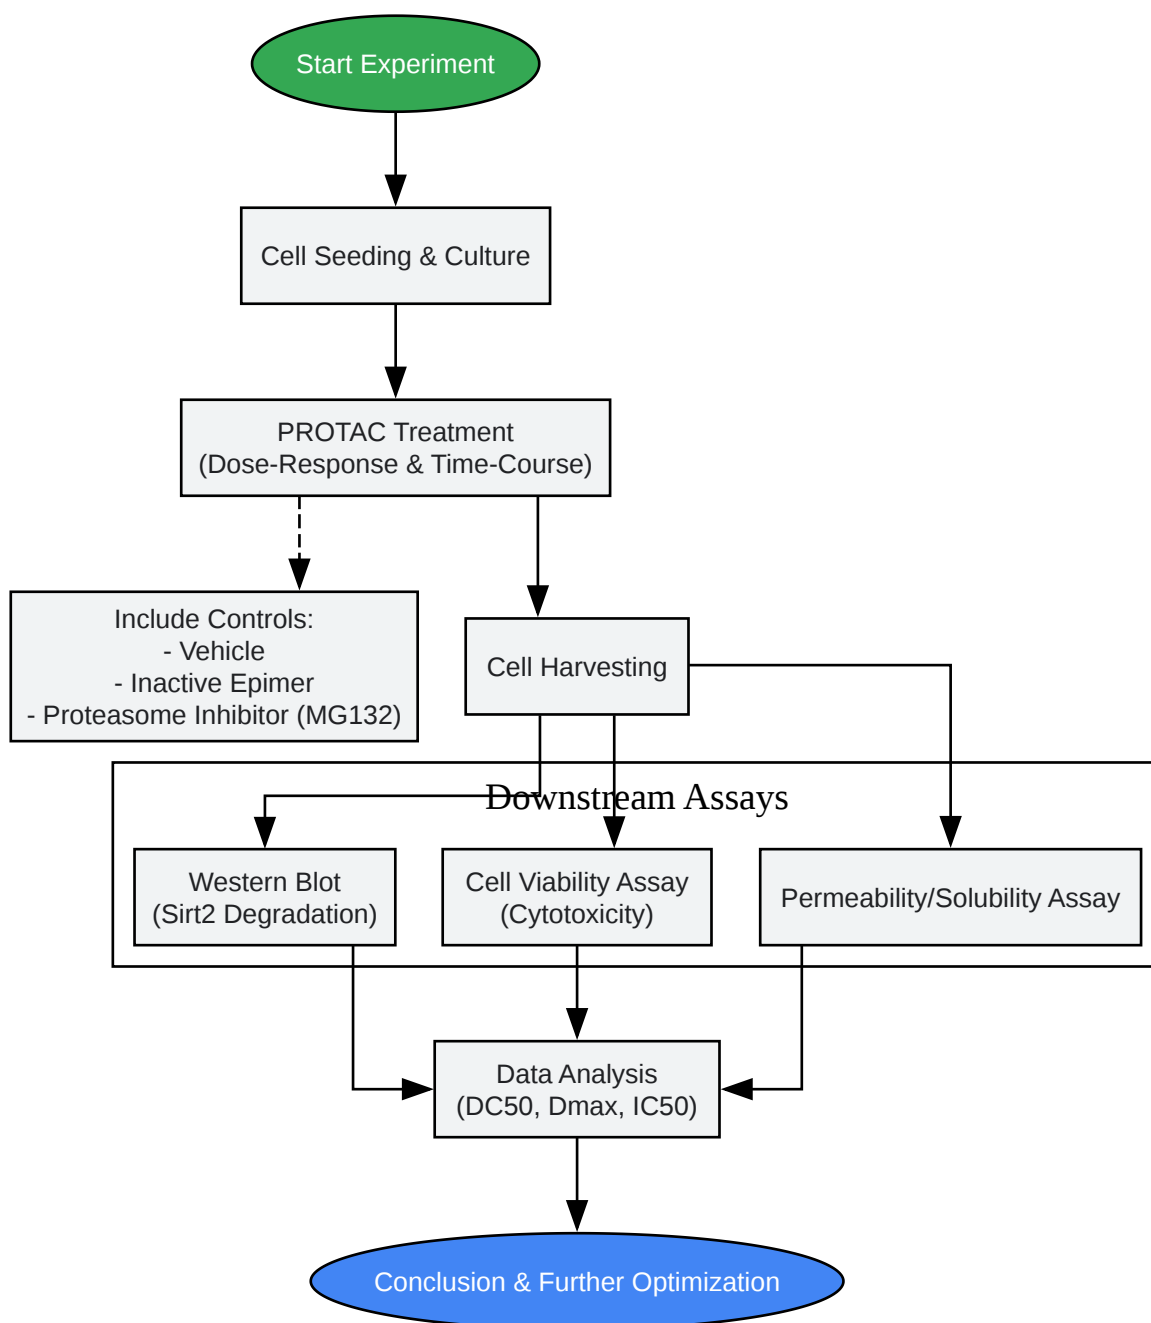 Start Experiment
Cell Seeding & Culture
PROTAC Treatment
(Dose-Response & Time-Course)
Include Controls:
- Vehicle
- Inactive Epimer
- Proteasome Inhibitor (MG132)
Cell Harvesting
Downstream Assays
Western Blot
(Sirt2 Degradation)
Cell Viability Assay
(Cytotoxicity)
Permeability/Solubility Assay
Data Analysis
(DC50, Dmax, IC50)
Conclusion & Further Optimization